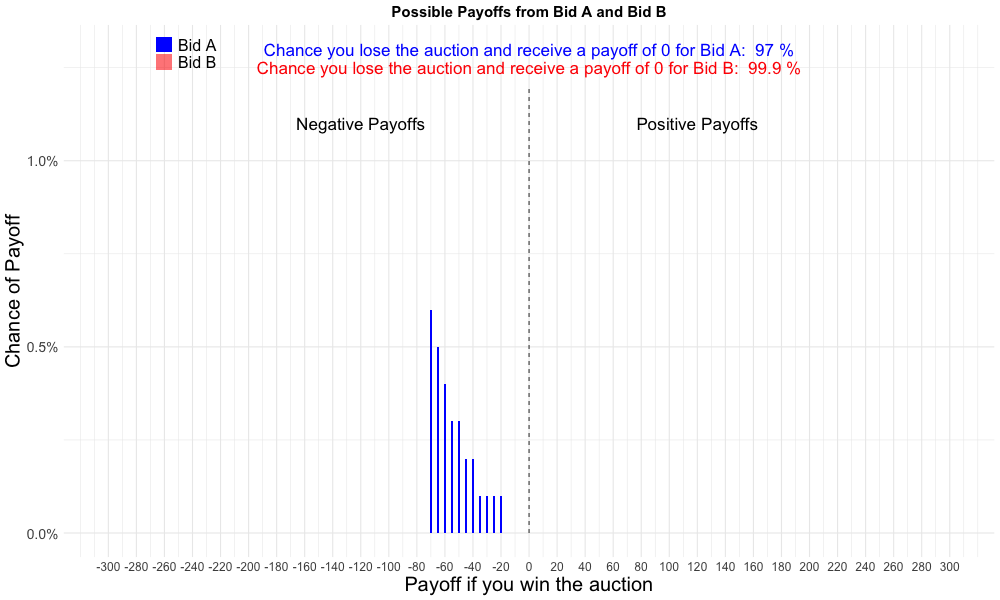 Possible Payoffs from Bid A and Bid B
Bid A
Bid B
Chance you lose the auction and receive a payoff of 0 for Bid A: 97 %
Chance you lose the auction and receive a payoff of 0 for Bid B: 99.9 %
Negative Payoffs
Positive Payoffs
Chance of Payoff
1.0%
0.5%
0.0%
-300 -280 -260 -240 -220 -200 -180 -160 -140 -120 -100 -80 -60 -40 -20 0 20 40 60 80 100 120 140 160 180 200 220 240 260 280 300
Payoff if you win the auction